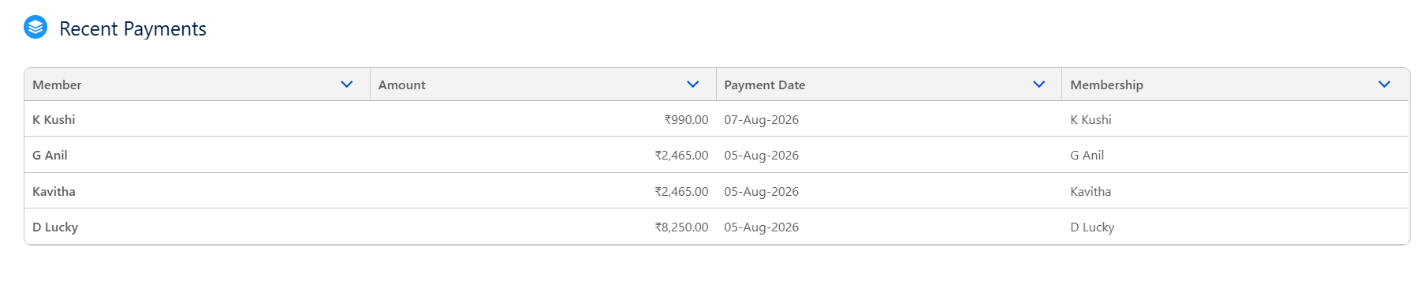 Recent Payments
Member Amount Payment Date Membership
K Kushi ₹990.00 07-Aug-2026 K Kushi
G Anil ₹2,465.00 05-Aug-2026 G Anil
Kavitha ₹2,465.00 05-Aug-2026 Kavitha
D Lucky ₹8,250.00 05-Aug-2026 D Lucky